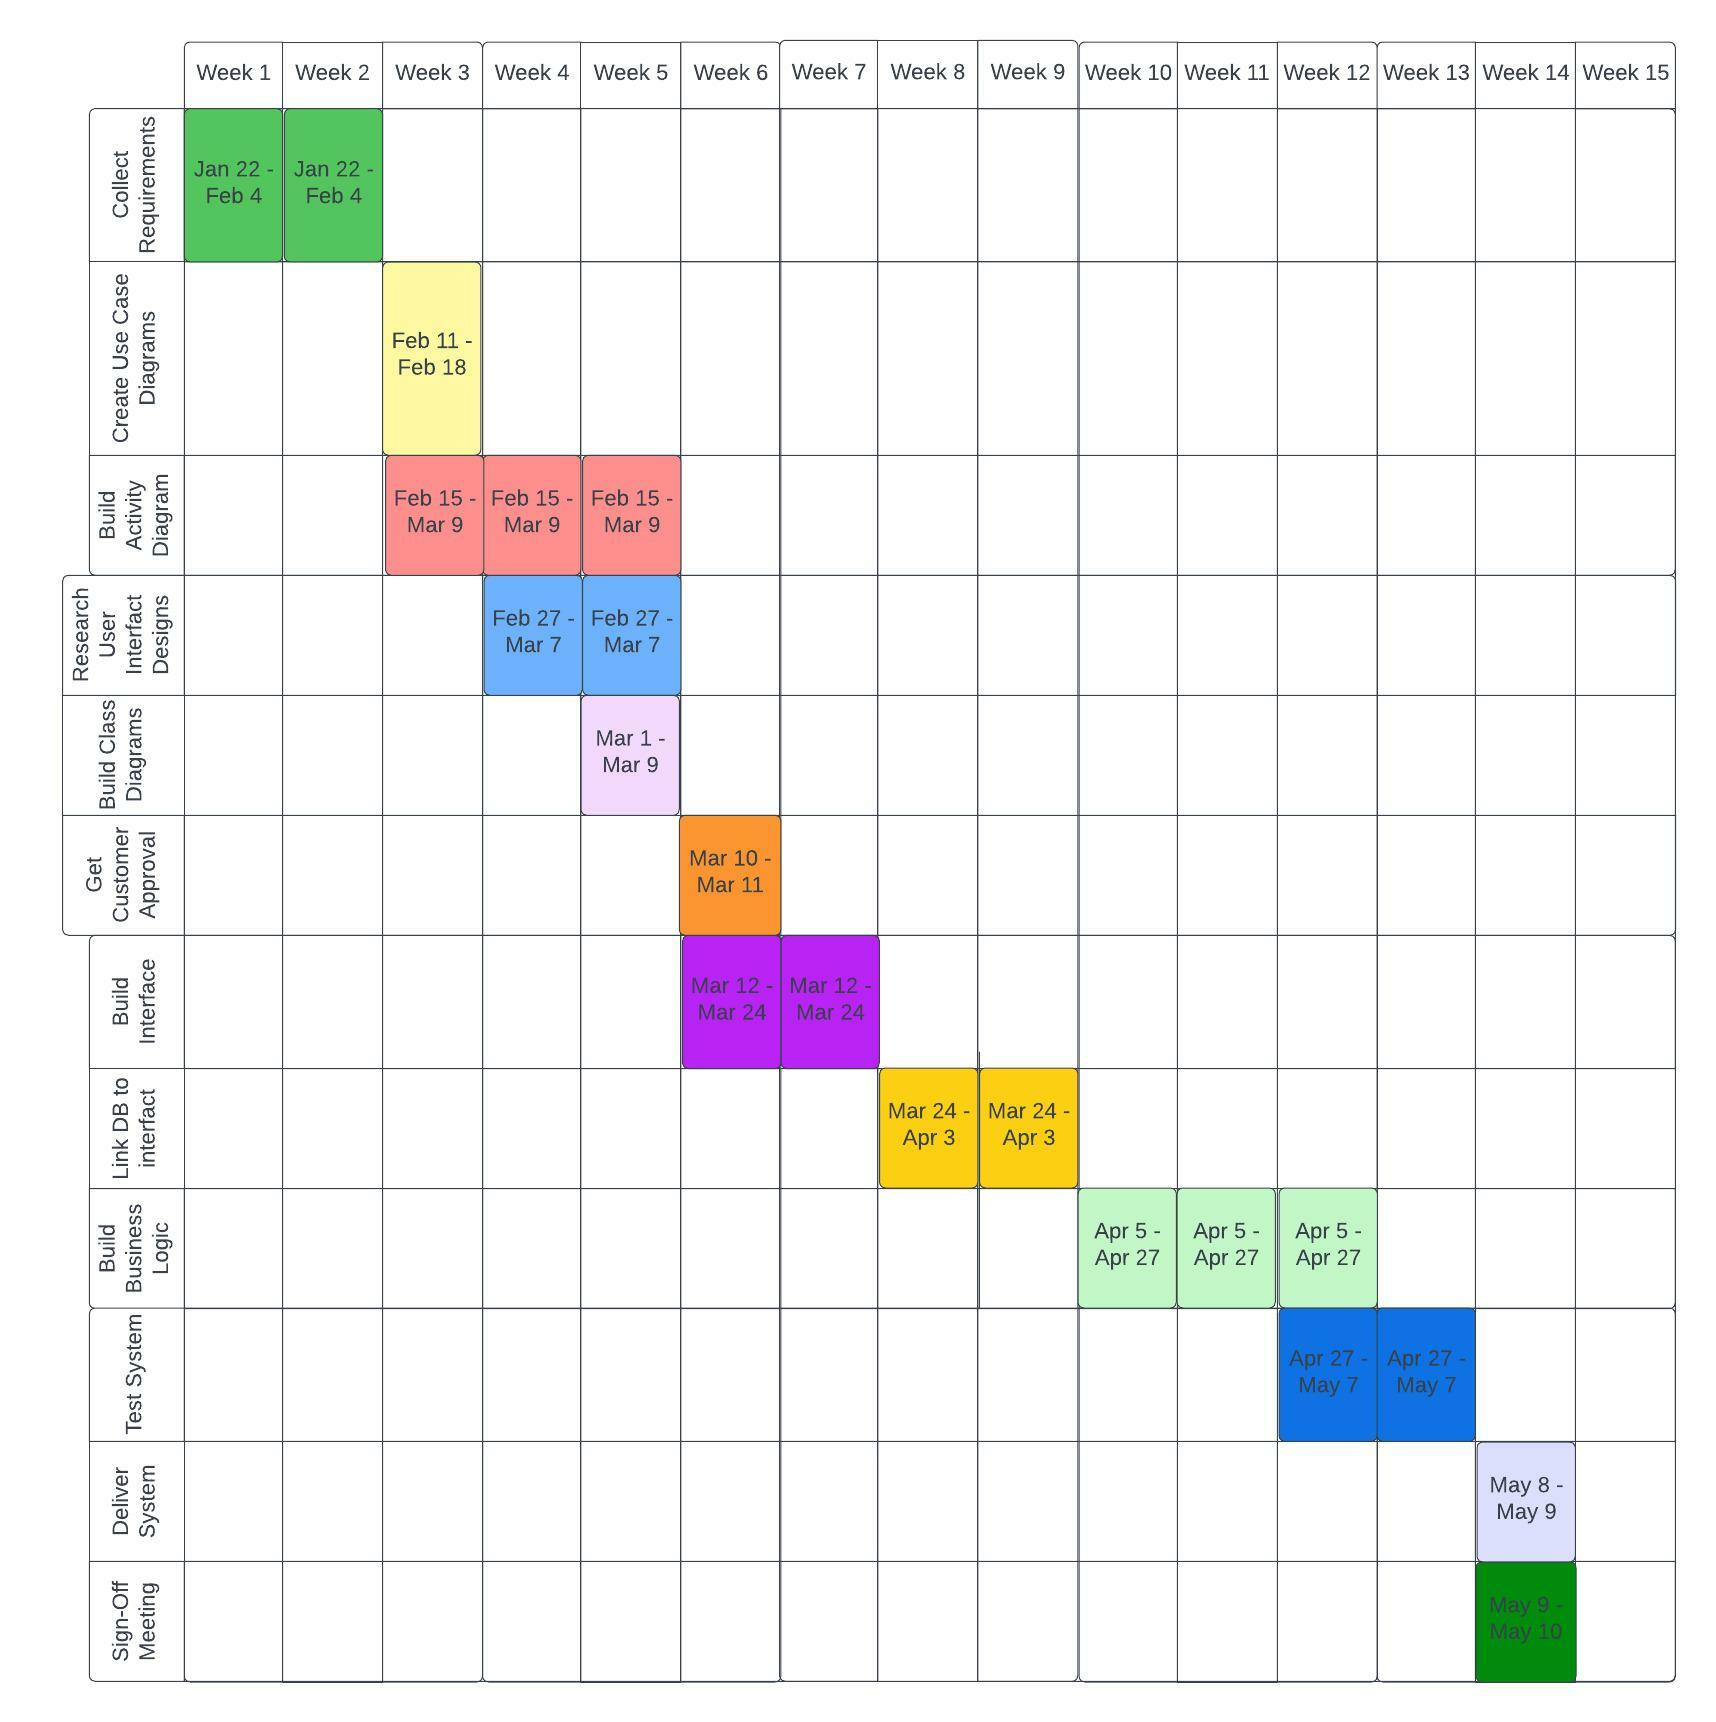 Week 1
Week 2
Week 3
Week 4
Week 5
Week 6
Week 7
Week 8
Week 9
Week 10
Week 11
Week 12
Week 13
Week 14
Week 15
Collect
Requirements
Jan 22 -
Feb 4
Jan 22 -
Feb 4
Create Use Case
Diagrams
Feb 11 -
Feb 18
Build
Activity
Diagram
Feb 15 -
Mar 9
Feb 15 -
Mar 9
Feb 15 -
Mar 9
Research
User
Interfact
Designs
Feb 27 -
Mar 7
Feb 27 -
Mar 7
Build Class
Diagrams
Mar 1 -
Mar 9
Get
Customer
Approval
Mar 10 -
Mar 11
Build
Interface
Mar 12 -
Mar 24
Mar 12 -
Mar 24
Link DB to
interfact
Mar 24 -
Apr 3
Mar 24 -
Apr 3
Build
Business
Logic
Apr 5 -
Apr 27
Apr 5 -
Apr 27
Apr 5 -
Apr 27
Test System
Apr 27 -
May 7
Apr 27 -
May 7
Deliver
System
May 8 -
May 9
Sign-Off
Meeting
May 9 -
May 10